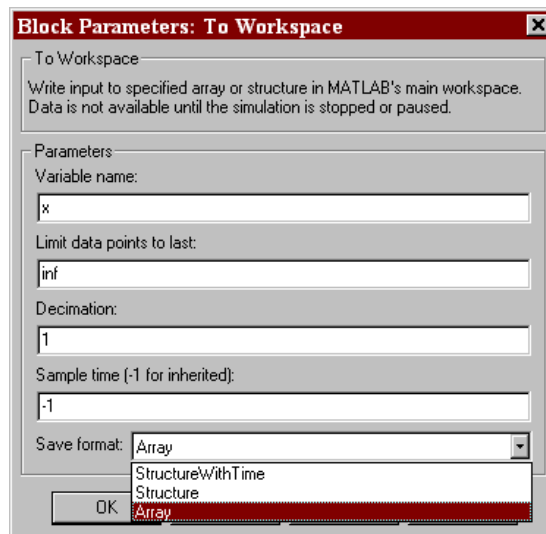 Block Parameters: To Workspace
To Workspace
Write input to specified array or structure in MATLAB's main workspace.
Data is not available until the simulation is stopped or paused.
Parameters
Variable name:
x
Limit data points to last:
inf
Decimation:
1
Sample time (-1 for inherited):
-1
Save format: Array
StructureWithTime
Structure
Array
OK